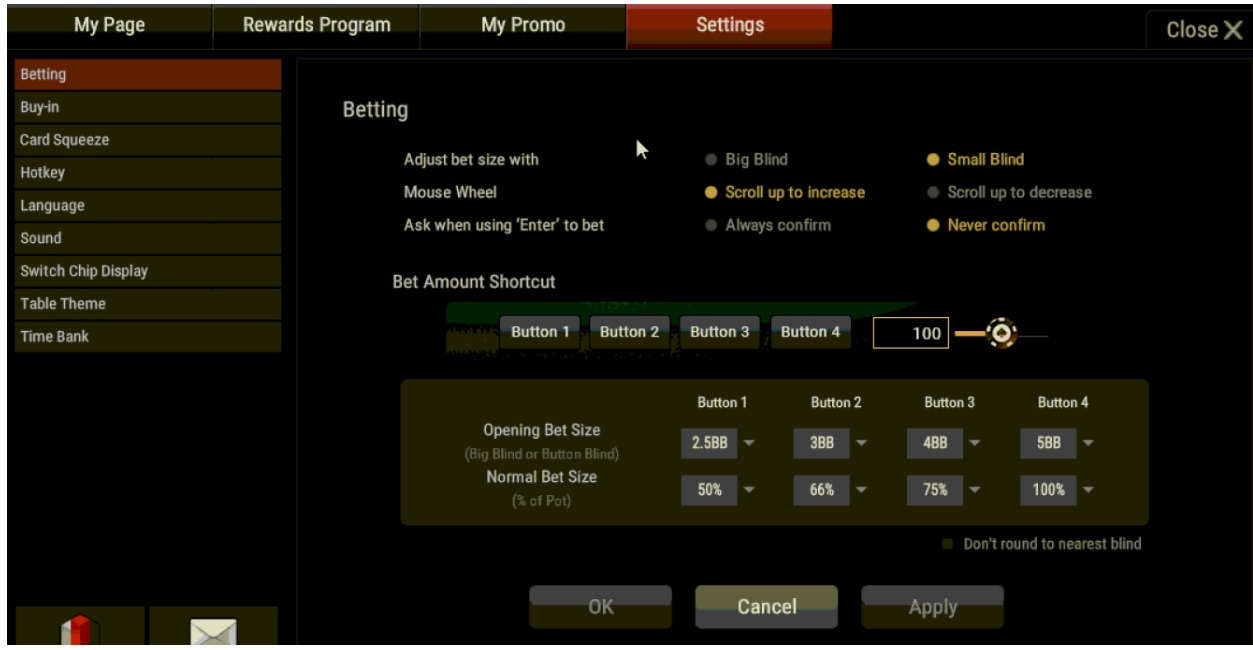 My Page Rewards Program My Promo Settings Close X
Betting
Buy-in
Card Squeeze
Hotkey
Language
Sound
Switch Chip Display
Table Theme
Time Bank
Betting
Adjust bet size with Big Blind Small Blind
Mouse Wheel Scroll up to increase Scroll up to decrease
Ask when using 'Enter' to bet Always confirm Never confirm
Bet Amount Shortcut
Button 1 Button 2 Button 3 Button 4 100
Button 1 Button 2 Button 3 Button 4
Opening Bet Size 2.5BB 3BB 4BB 5BB
(Big Blind or Button Blind)
Normal Bet Size 50% 66% 75% 100%
(% of Pot)
Don't round to nearest blind
OK Cancel Apply